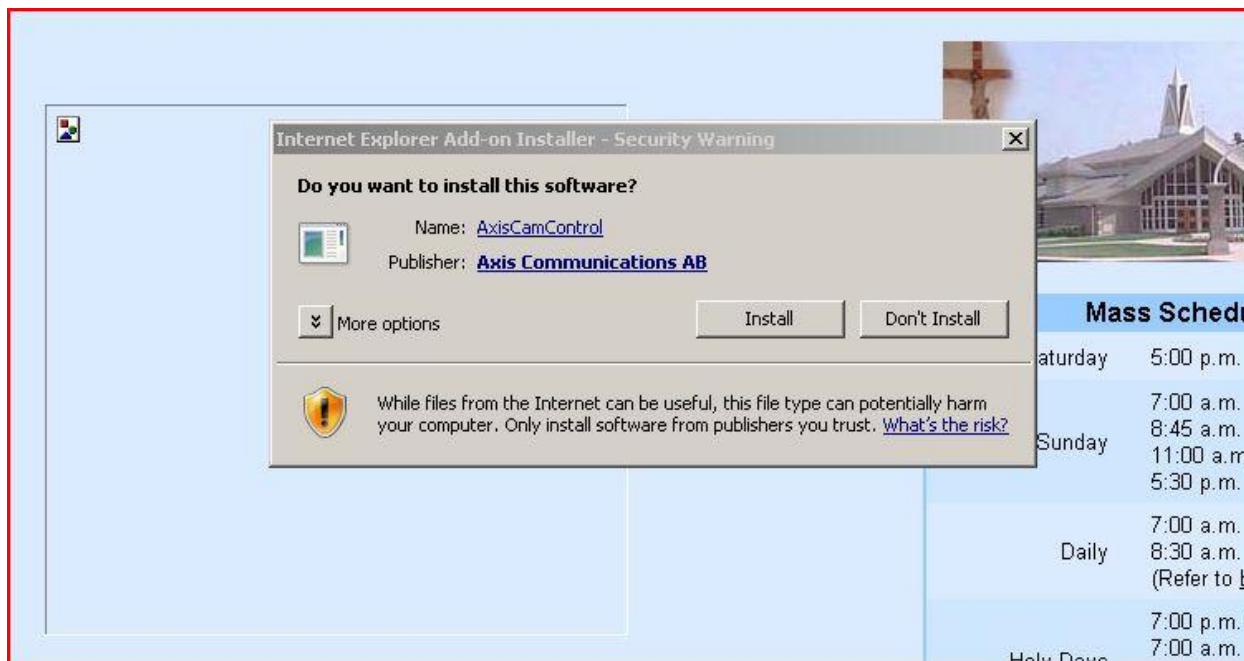 Internet Explorer Add-on Installer - Security Warning
Do you want to install this software?
Name: AxisCamControl
Publisher: Axis Communications AB
More options
Install
Don't Install
While files from the Internet can be useful, this file type can potentially harm
your computer. Only install software from publishers you trust. What's the risk?
Mass Schedu
aturday 5:00 p.m.
7:00 a.m.
8:45 a.m.
Sunday
11:00 a.m
5:30 p.m.
7:00 a.m.
Daily 8:30 a.m.
(Refer to
7:00 p.m.
7:00 a.m.
Holy Days